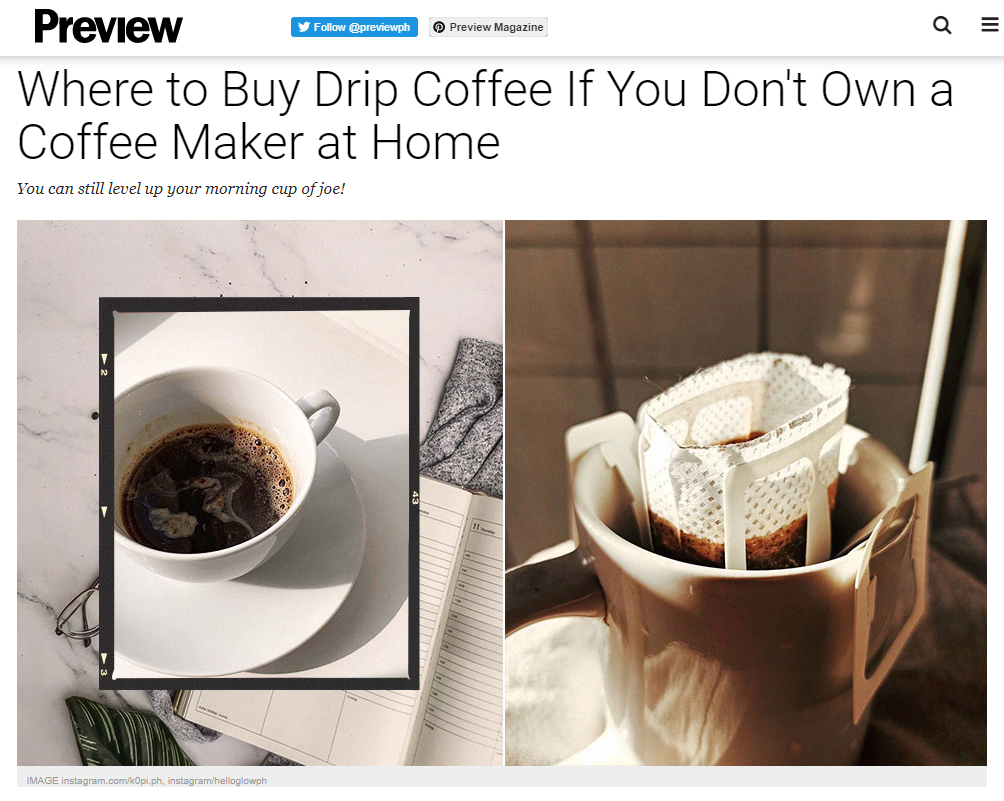 Preview
Follow @previewph
Preview Magazine
Where to Buy Drip Coffee If You Don't Own a
Coffee Maker at Home
You can still level up your morning cup of joe!
2
43
11 Thursday
3
IMAGE instagram.com/k0pi.ph, instagram/helloglowph